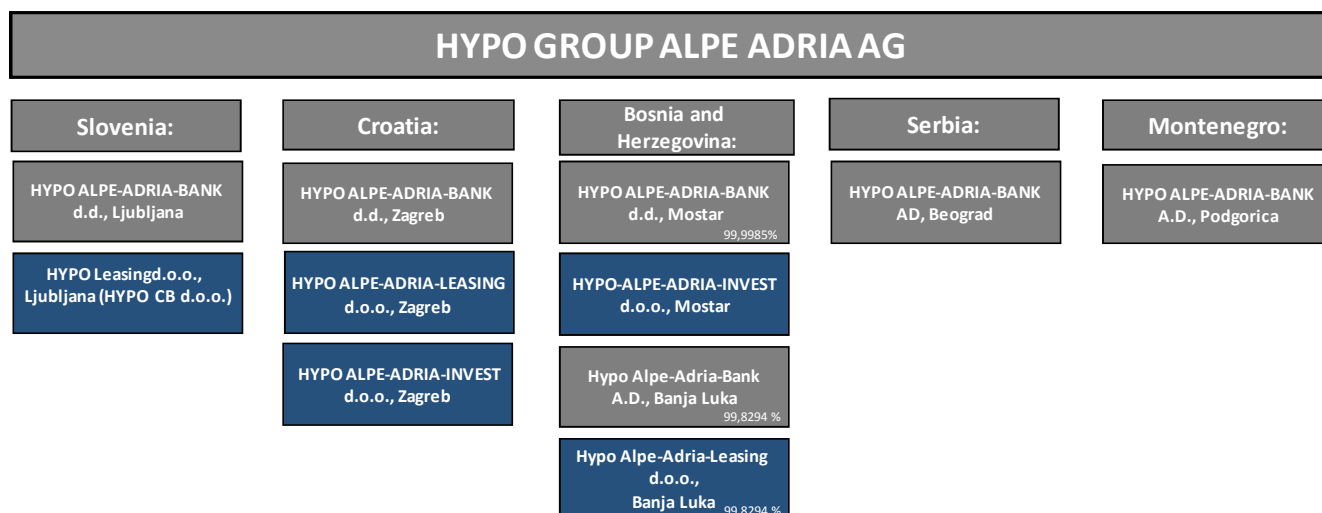 HYPO GROUP ALPE ADRIA AG
Slovenia:
HYPO ALPE-ADRIA-BANK
d.d., Ljubljana
HYPO Leasingd.o.o.,
Ljubljana (HYPO CB d.o.o.)
Croatia:
HYPO ALPE-ADRIA-BANK
d.d., Zagreb
HYPO ALPE-ADRIA-LEASING
d.o.o., Zagreb
HYPO ALPE-ADRIA-INVEST
d.o.o., Zagreb
Bosnia and
Herzegovina:
HYPO ALPE-ADRIA-BANK
d.d., Mostar
99,9985%
HYPO-ALPE-ADRIA-INVEST
d.o.o., Mostar
Hypo Alpe-Adria-Bank
A.D., Banja Luka
99,8294 %
Hypo Alpe-Adria-Leasing
d.o.o.,
Banja Luka 99,8294 %
Serbia:
HYPO ALPE-ADRIA-BANK
AD, Beograd
Montenegro:
HYPO ALPE-ADRIA-BANK
A.D., Podgorica